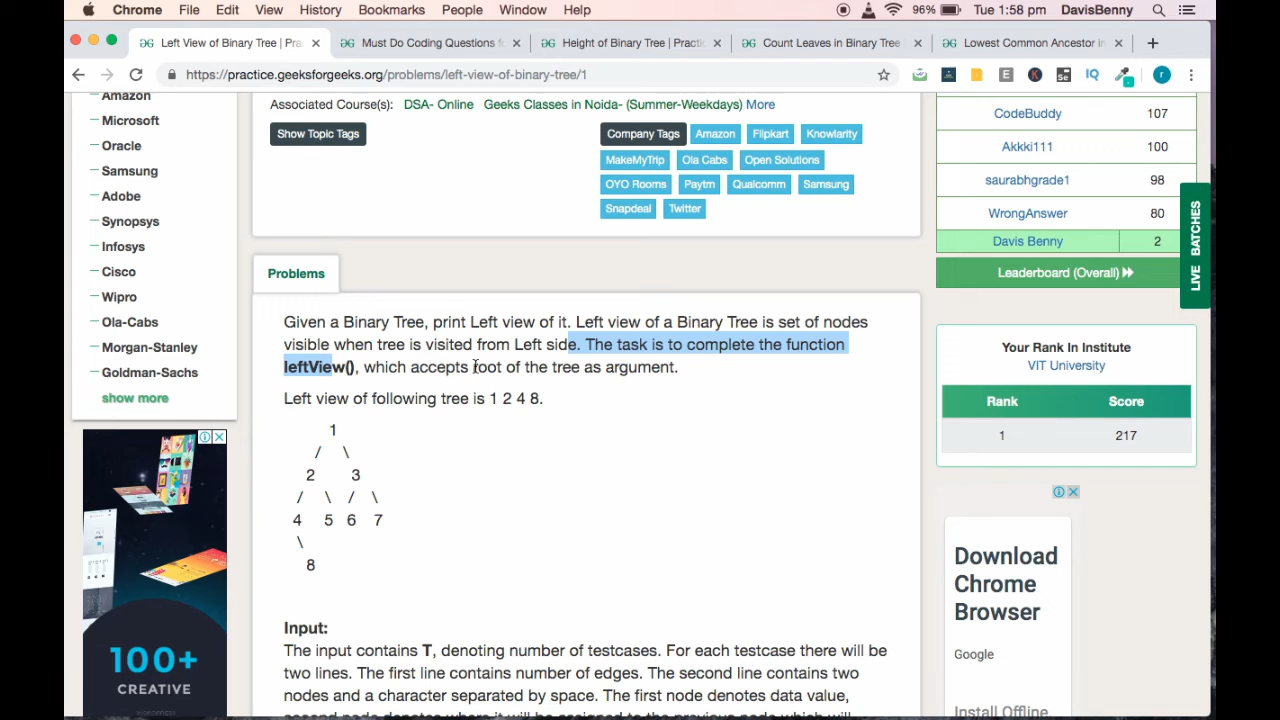 Chrome File Edit View History Bookmarks People Window Help 96% Tue 1:58 pm DavisBenny
Left View of Binary Tree | Pra
Must Do Coding Questions f
Height of Binary Tree | Practi
Count Leaves in Binary Tree
Lowest Common Ancestor in
https://practice.geeksforgeeks.org/problems/left-view-of-binary-tree/1
Amazon
Microsoft
Oracle
Samsung
Adobe
Synopsys
Infosys
Cisco
Wipro
Ola-Cabs
Morgan-Stanley
Goldman-Sachs
show more
100+
CREATIVE
Associated Course(s): DSA- Online Geeks Classes in Noida- (Summer-Weekdays) More
Show Topic Tags
Company Tags Amazon Flipkart Knowlarity
MakeMyTrip Ola Cabs Open Solutions
OYO Rooms Paytm Qualcomm Samsung
Snapdeal Twitter
Problems
Given a Binary Tree, print Left view of it. Left view of a Binary Tree is set of nodes
visible when tree is visited from Left side. The task is to complete the function
leftView(), which accepts root of the tree as argument.
Left view of following tree is 1 2 4 8.
1
/ \
2 3
/ \ / \
4 5 6 7
\
8
Input:
The input contains T, denoting number of testcases. For each testcase there will be
two lines. The first line contains number of edges. The second line contains two
nodes and a character separated by space. The first node denotes data value,
CodeBuddy 107
Akkki111 100
saurabhgrade1 98
WrongAnswer 80
Davis Benny 2
Leaderboard (Overall)
LIVE BATCHES
Your Rank In Institute
VIT University
Rank Score
1 217
Download
Chrome
Browser
Google
Install Offline